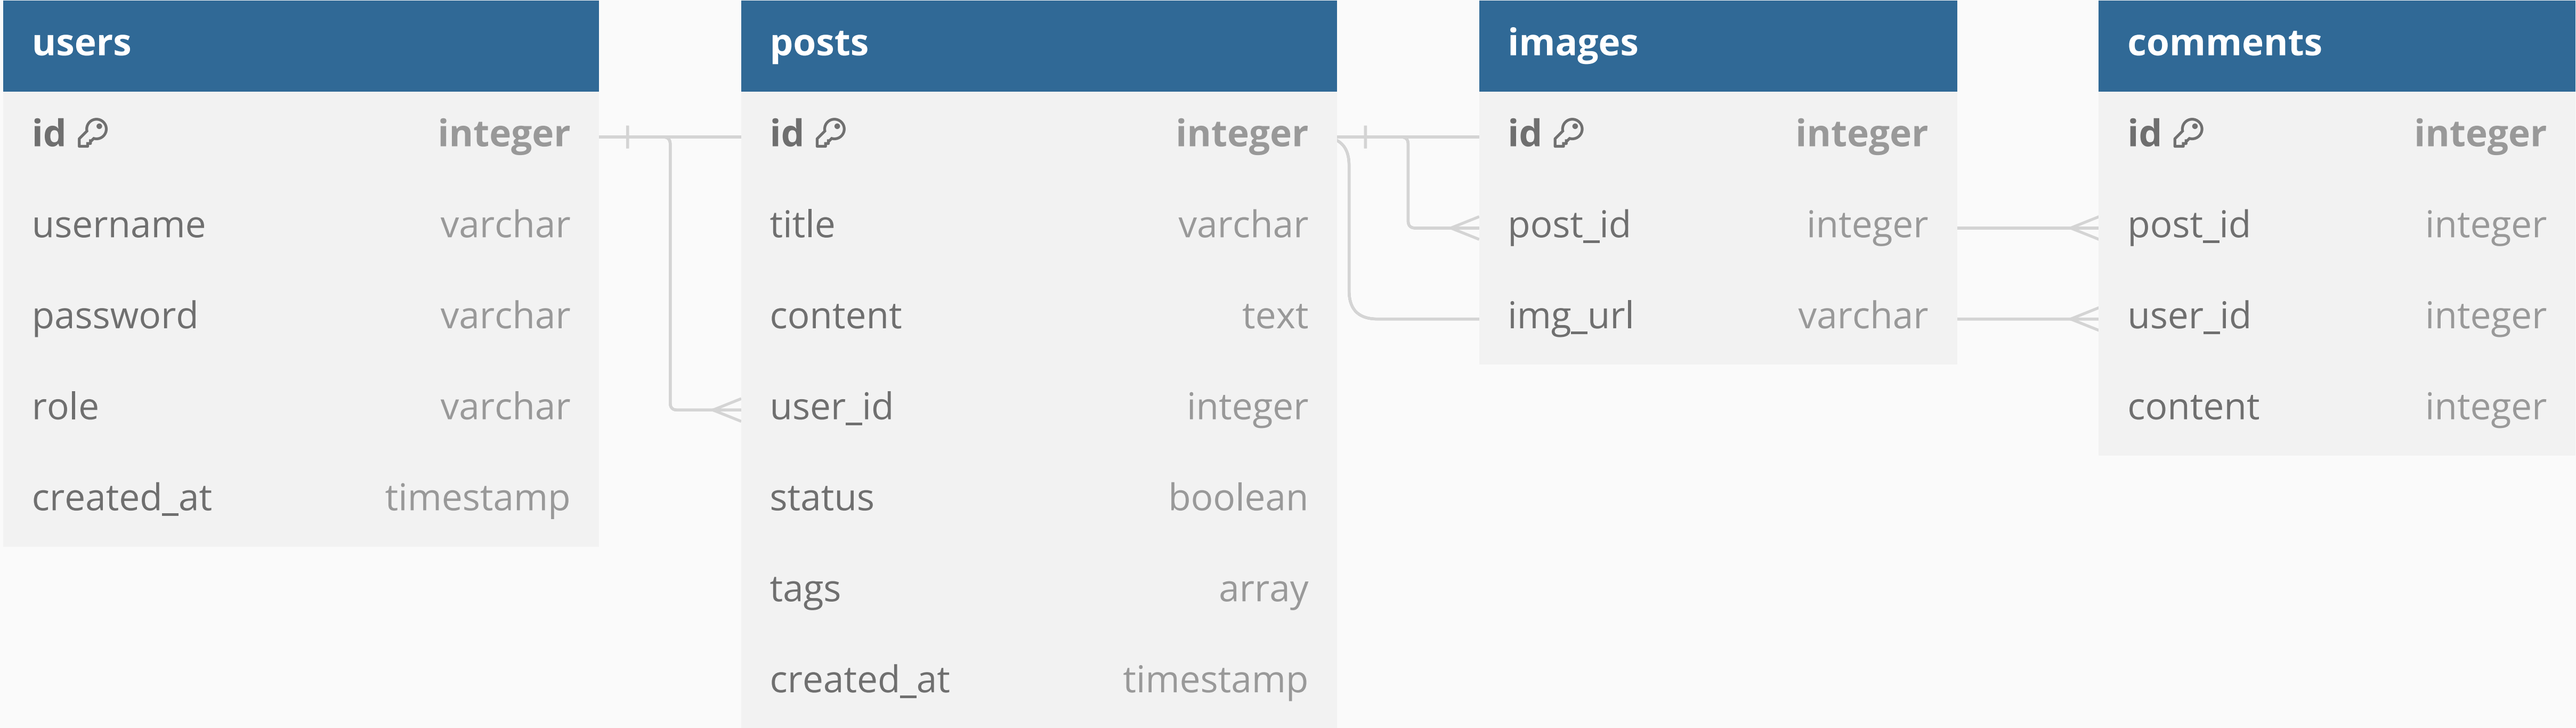 users
id integer
username varchar
password varchar
role varchar
created_at timestamp
posts
id integer
title varchar
content text
user_id integer
status boolean
tags array
created_at timestamp
images
id integer
post_id integer
img_url varchar
comments
id integer
post_id integer
user_id integer
content integer